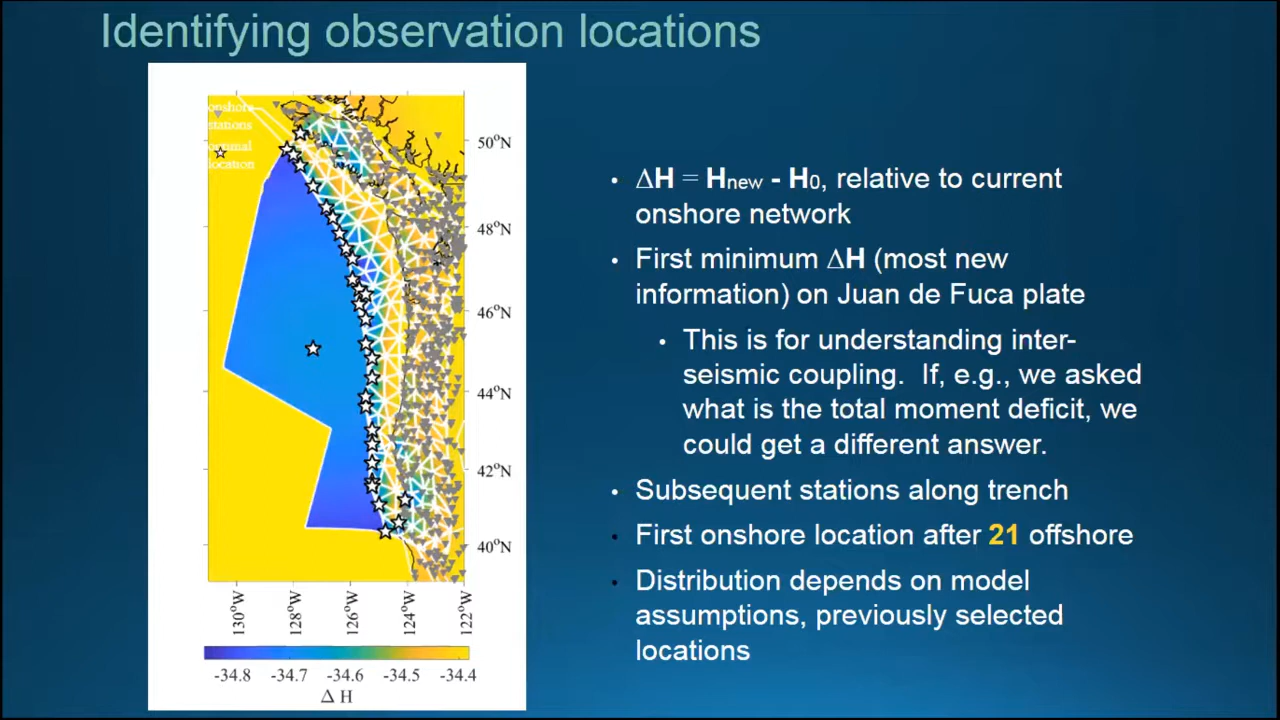 Identifying observation locations
onshore
stations
optimal
location
50°N
48°N
46°N
44°N
42°N
40°N
130°W
128°W
126°W
124°W
122°W
-34.8
-34.7
-34.6
-34.5
-34.4
Δ H
• ΔH = Hnew - H0, relative to current
onshore network
• First minimum ΔH (most new
information) on Juan de Fuca plate
• This is for understanding inter-
seismic coupling. If, e.g., we asked
what is the total moment deficit, we
could get a different answer.
• Subsequent stations along trench
• First onshore location after 21 offshore
• Distribution depends on model
assumptions, previously selected
locations